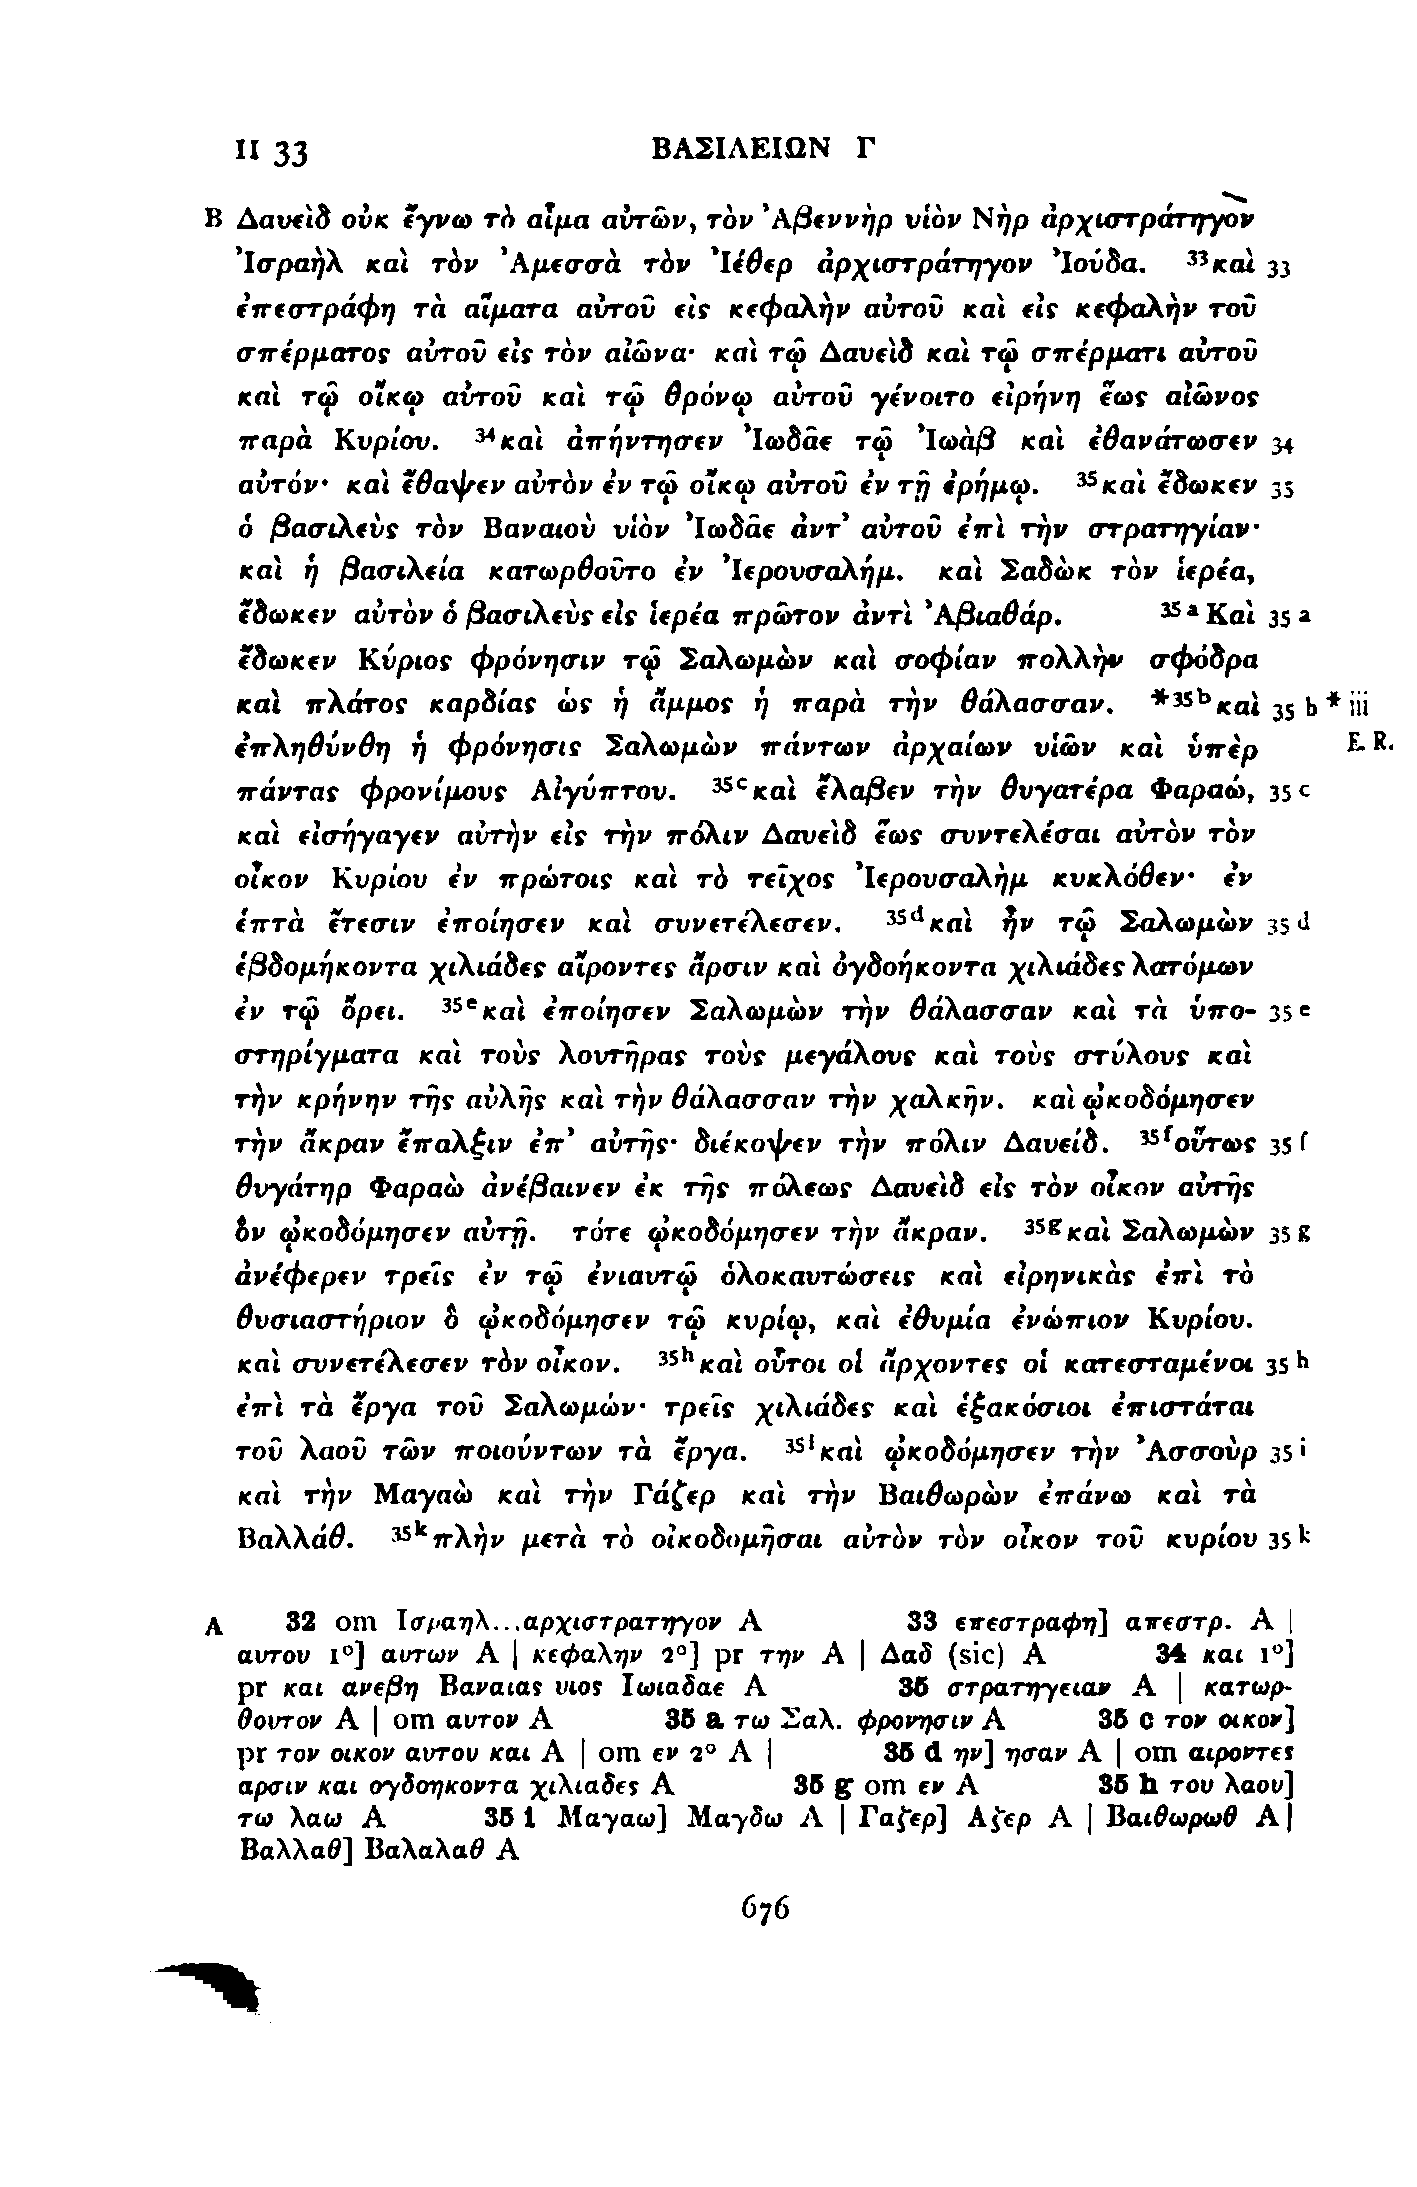 II 33 ΒΑΣΙΛΕΙΩΝ Γ
B Δαυεὶδ οὐκ ἔγνω τὸ αἷμα αὐτῶν, τὸν Ἀβεννὴρ υἱὸν Νὴρ ἀρχιστράτηγον
Ἰσραὴλ καὶ τὸν Ἀμεσσὰ τὸν Ἰέθερ ἀρχιστράτηγον Ἰούδα. ³³καὶ 33
ἐπεστράφη τὰ αἵματα αὐτοῦ εἰς κεφαλὴν αὐτοῦ καὶ εἰς κεφαλὴν τοῦ
σπέρματος αὐτοῦ εἰς τὸν αἰῶνα· καὶ τῷ Δαυεὶδ καὶ τῷ σπέρματι αὐτοῦ
καὶ τῷ οἴκῳ αὐτοῦ καὶ τῷ θρόνῳ αὐτοῦ γένοιτο εἰρήνη ἕως αἰῶνος
παρὰ Κυρίου. ³⁴καὶ ἀπήντησεν Ἰωδᾶε τῷ Ἰωὰβ καὶ ἐθανάτωσεν 34
αὐτόν· καὶ ἔθαψεν αὐτὸν ἐν τῷ οἴκῳ αὐτοῦ ἐν τῇ ἐρήμῳ. ³⁵καὶ ἔδωκεν 35
ὁ βασιλεὺς τὸν Βαναιοὺ υἱὸν Ἰωδᾶε ἀντ’ αὐτοῦ ἐπὶ τὴν στρατηγίαν·
καὶ ἡ βασιλεία κατωρθοῦτο ἐν Ἰερουσαλήμ. καὶ Σαδὼκ τὸν ἱερέα,
ἔδωκεν αὐτὸν ὁ βασιλεὺς εἰς ἱερέα πρῶτον ἀντὶ Ἀβιαθάρ. ³⁵ᵃΚαὶ 35 a
ἔδωκεν Κύριος φρόνησιν τῷ Σαλωμὼν καὶ σοφίαν πολλὴν σφόδρα
καὶ πλάτος καρδίας ὡς ἡ ἄμμος ἡ παρὰ τὴν θάλασσαν. *³⁵ᵇκαὶ 35 b * iii
ἐπληθύνθη ἡ φρόνησις Σαλωμὼν πάντων ἀρχαίων υἱῶν καὶ ὑπὲρ E. R.
πάντας φρονίμους Αἰγύπτου. ³⁵ᶜκαὶ ἔλαβεν τὴν θυγατέρα Φαραώ, 35 c
καὶ εἰσήγαγεν αὐτὴν εἰς τὴν πόλιν Δαυεὶδ ἕως συντελέσαι αὐτὸν τὸν
οἶκον Κυρίου ἐν πρώτοις καὶ τὸ τεῖχος Ἰερουσαλὴμ κυκλόθεν· ἐν
ἑπτὰ ἔτεσιν ἐποίησεν καὶ συνετέλεσεν. ³⁵ᵈκαὶ ἦν τῷ Σαλωμὼν 35 d
ἑβδομήκοντα χιλιάδες αἴροντες ἄρσιν καὶ ὀγδοήκοντα χιλιάδες λατόμων
ἐν τῷ ὄρει. ³⁵ᵉκαὶ ἐποίησεν Σαλωμὼν τὴν θάλασσαν καὶ τὰ ὑπο- 35 e
στηρίγματα καὶ τοὺς λουτῆρας τοὺς μεγάλους καὶ τοὺς στύλους καὶ
τὴν κρήνην τῆς αὐλῆς καὶ τὴν θάλασσαν τὴν χαλκῆν. καὶ ᾠκοδόμησεν
τὴν ἄκραν ἔπαλξιν ἐπ’ αὐτῆς· διέκοψεν τὴν πόλιν Δαυείδ. ³⁵ᶠοὕτως 35 f
θυγάτηρ Φαραὼ ἀνέβαινεν ἐκ τῆς πόλεως Δαυεὶδ εἰς τὸν οἶκον αὐτῆς
ὃν ᾠκοδόμησεν αὐτῇ. τότε ᾠκοδόμησεν τὴν ἄκραν. ³⁵ᵍκαὶ Σαλωμὼν 35 g
ἀνέφερεν τρεῖς ἐν τῷ ἐνιαυτῷ ὁλοκαυτώσεις καὶ εἰρηνικὰς ἐπὶ τὸ
θυσιαστήριον ὃ ᾠκοδόμησεν τῷ κυρίῳ, καὶ ἐθυμία ἐνώπιον Κυρίου.
καὶ συνετέλεσεν τὸν οἶκον. ³⁵ʰκαὶ οὗτοι οἱ ἄρχοντες οἱ κατεσταμένοι 35 h
ἐπὶ τὰ ἔργα τοῦ Σαλωμών· τρεῖς χιλιάδες καὶ ἑξακόσιοι ἐπιστάται
τοῦ λαοῦ τῶν ποιούντων τὰ ἔργα. ³⁵ⁱκαὶ ᾠκοδόμησεν τὴν Ἀσσοὺρ 35 i
καὶ τὴν Μαγαὼ καὶ τὴν Γάζερ καὶ τὴν Βαιθωρὼν ἐπάνω καὶ τὰ
Βαλλάθ. ³⁵ᵏπλὴν μετὰ τὸ οἰκοδομῆσαι αὐτὸν τὸν οἶκον τοῦ κυρίου 35 k
A 32 om Ισραηλ...αρχιστρατηγον A 33 επεστραφη] απεστρ. A |
αυτου 1°] αυτων A | κεφαλην 2°] pr την A | Δαδ (sic) A 34 και 1°]
pr και ανεβη Βαναιας υιος Ιωιαδαε A 35 στρατηγειαν A | κατωρ-
θουτον A | om αυτον A 35 a τω Σαλ. φρονησιν A 35 c τον οικον]
pr τον οικον αυτου και A | om εν 2° A | 35 d ην] ησαν A | om αιροντες
αρσιν και ογδοηκοντα χιλιαδες A 35 g om εν A 35 h του λαου]
τω λαω A 35 i Μαγαω] Μαγδω A | Γαζερ] Αζερ A | Βαιθωρωθ A |
Βαλλαθ] Βαλαλαθ A
676